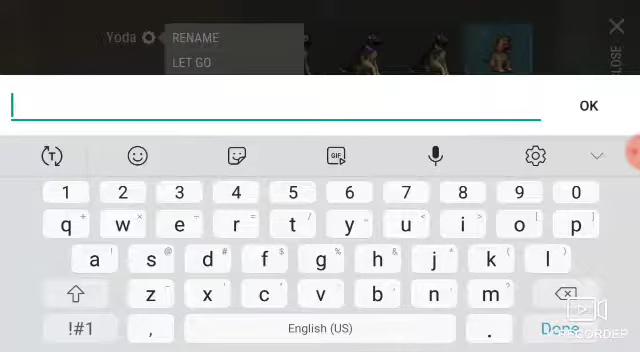 Yoda
RENAME
LET GO
CLOSE
OK
T
GIF
1 2 3 4 5 6 7 8 9 0
q w e r t y u i o p
a s d f g h j k l
z x c v b n m
!#1 , English (US) . Done
RECORDER